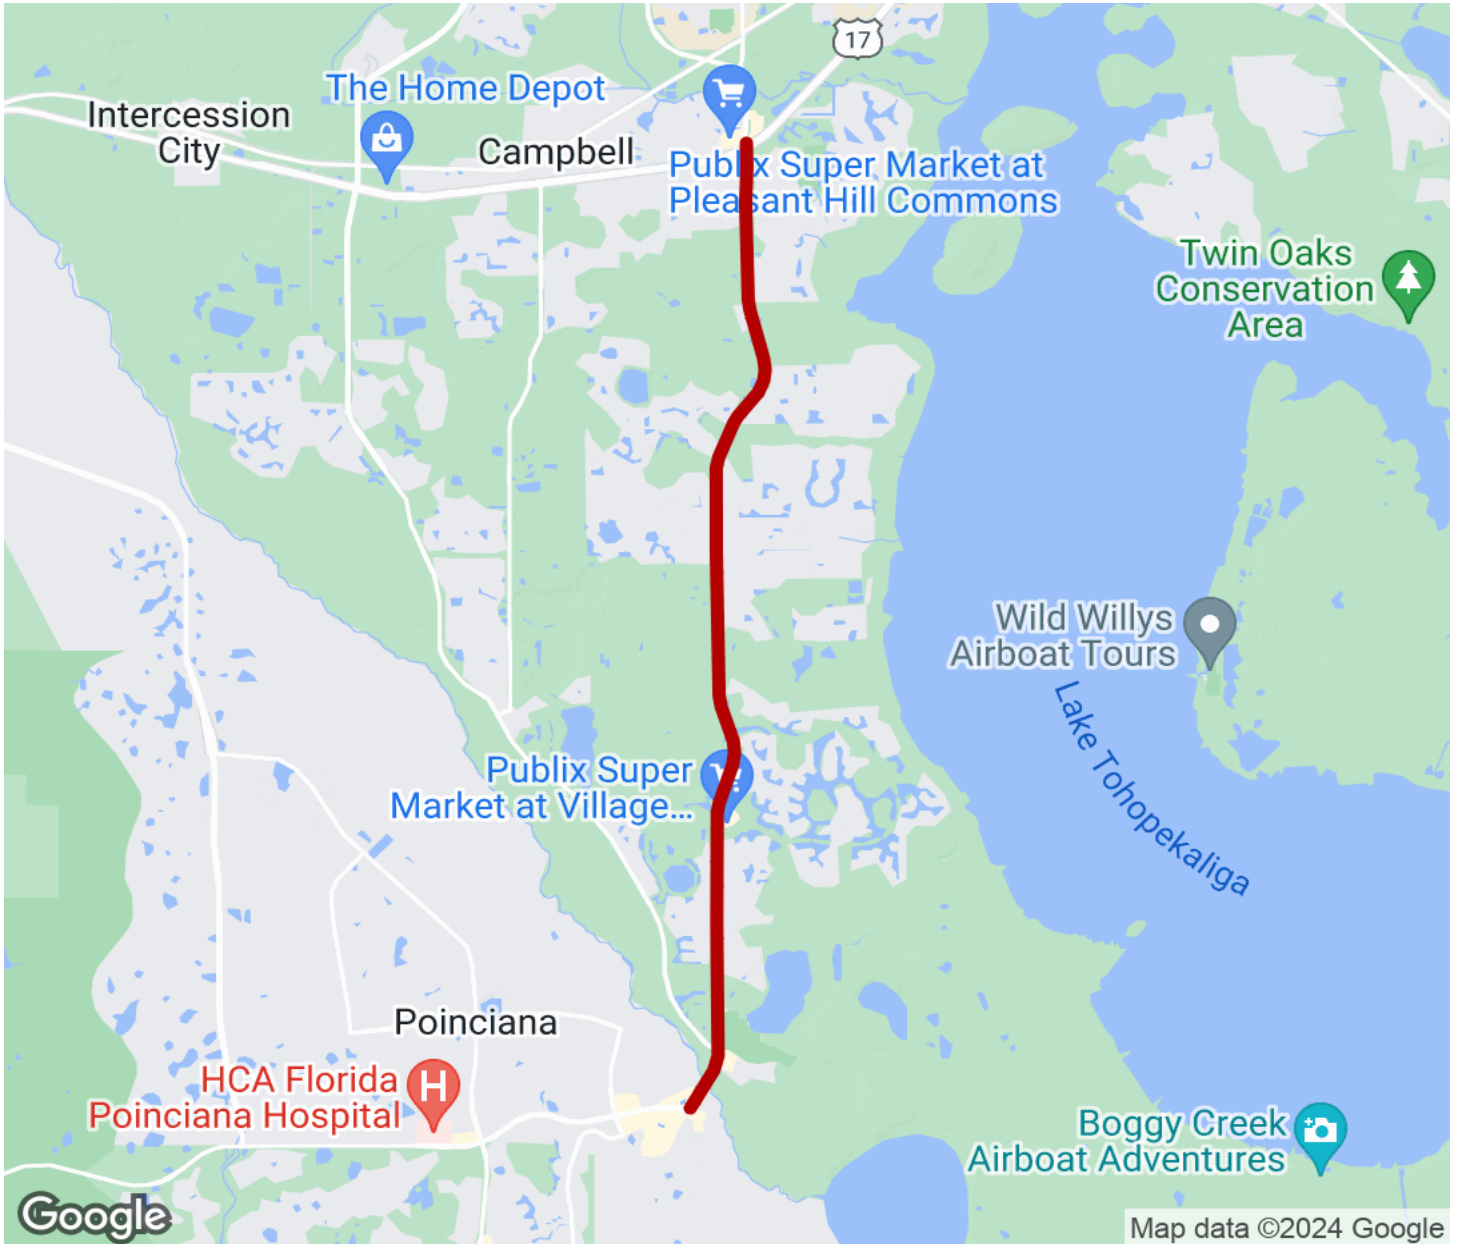 17
The Home Depot
Intercession
City
Campbell
Publix Super Market at
Pleasant Hill Commons
Twin Oaks
Conservation
Area
Wild Willys
Airboat Tours
Lake Tohopekaliga
Publix Super
Market at Village...
Poinciana
HCA Florida
Poinciana Hospital
H
Boggy Creek
Airboat Adventures
Google
Map data ©2024 Google